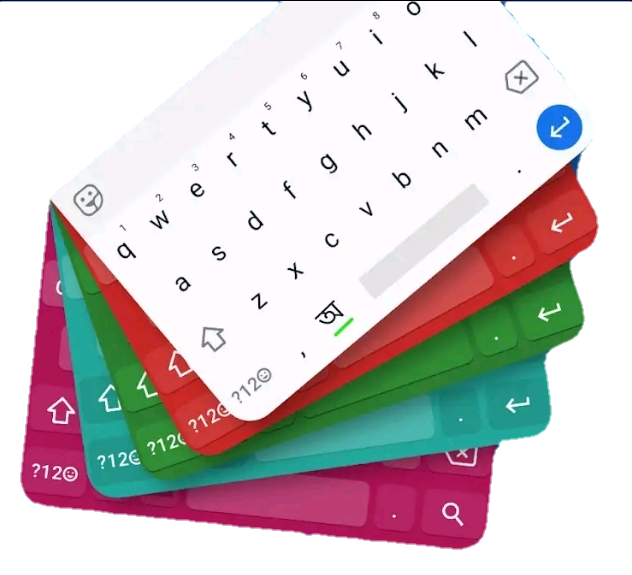 1 2 3 4 5 6 7 8
q w e r t y u i o
a s d f g h j k l
z x c v b n m
?12☺ , অ .
?12☺ .
?12☺ .
?12☺ .
?12☺ .